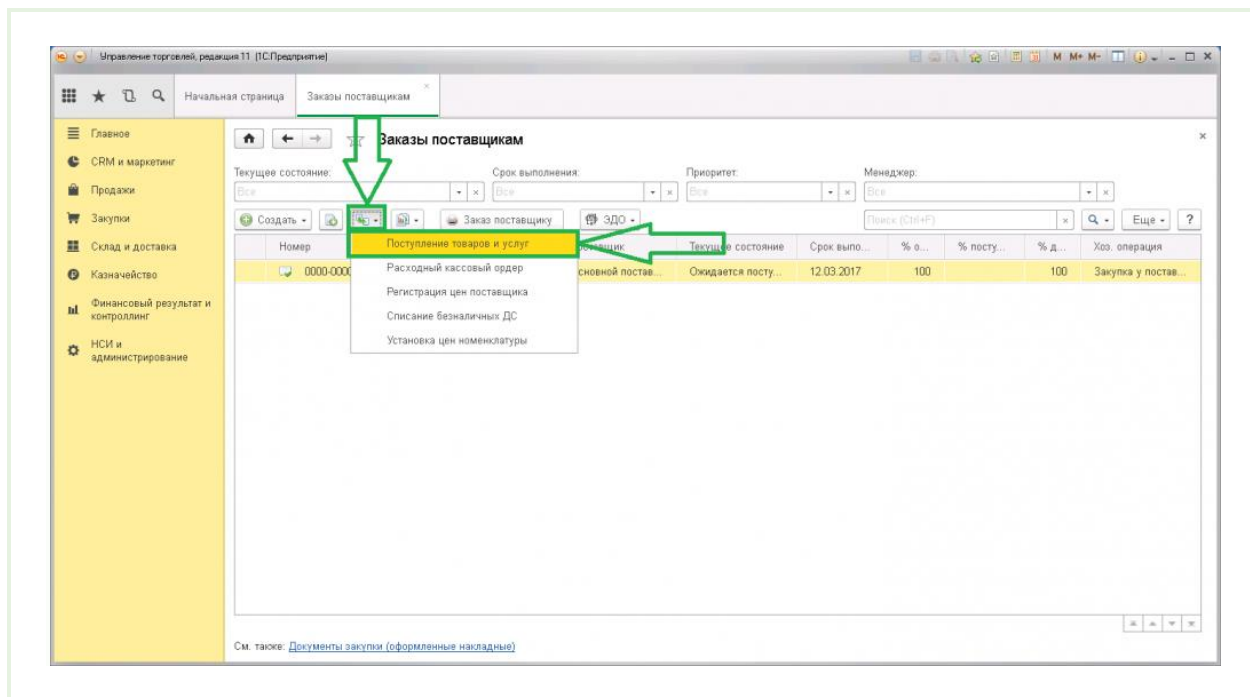 Управление торговлей, редакция 11 (1С:Предприятие)
M M+ M-
Начальная страница
Заказы поставщикам
Главное
CRM и маркетинг
Продажи
Закупки
Склад и доставка
Казначейство
Финансовый результат и
контроллинг
НСИ и
администрирование
Заказы поставщикам
Текущее состояние: Срок выполнения: Приоритет: Менеджер:
Все Все Все Все
Создать Заказ поставщику ЭДО Поиск (Ctrl+F) Еще ?
Номер Текущее состояние Срок выпо... % о... % посту... % д... Хоз. операция
0000-0000 сновной постав... Ожидается посту... 12.03.2017 100 100 Закупка у постав...
Поступление товаров и услуг
Расходный кассовый ордер
Регистрация цен поставщика
Списание безналичных ДС
Установка цен номенклатуры
См. также: Документы закупки (оформленные накладные)